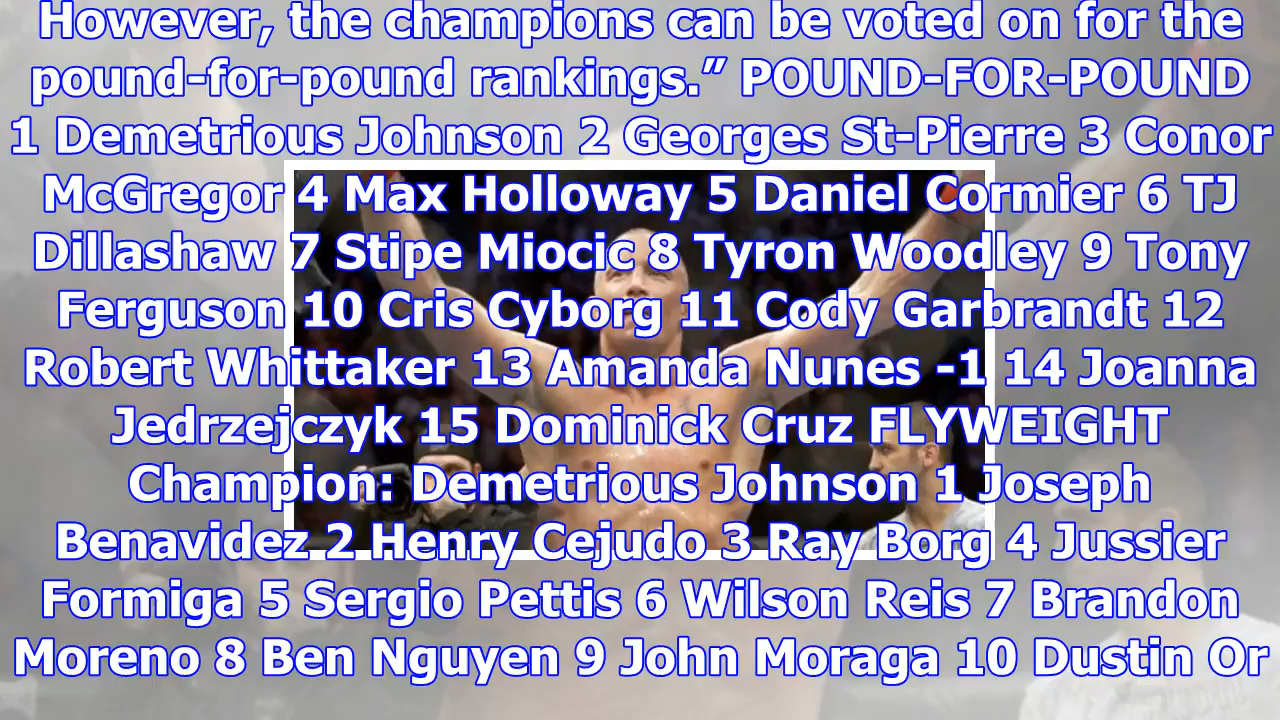 However, the champions can be voted on for the
pound-for-pound rankings.” POUND-FOR-POUND
1 Demetrious Johnson 2 Georges St-Pierre 3 Conor
McGregor 4 Max Holloway 5 Daniel Cormier 6 TJ
Dillashaw 7 Stipe Miocic 8 Tyron Woodley 9 Tony
Ferguson 10 Cris Cyborg 11 Cody Garbrandt 12
Robert Whittaker 13 Amanda Nunes -1 14 Joanna
Jedrzejczyk 15 Dominick Cruz FLYWEIGHT
Champion: Demetrious Johnson 1 Joseph
Benavidez 2 Henry Cejudo 3 Ray Borg 4 Jussier
Formiga 5 Sergio Pettis 6 Wilson Reis 7 Brandon
Moreno 8 Ben Nguyen 9 John Moraga 10 Dustin Or